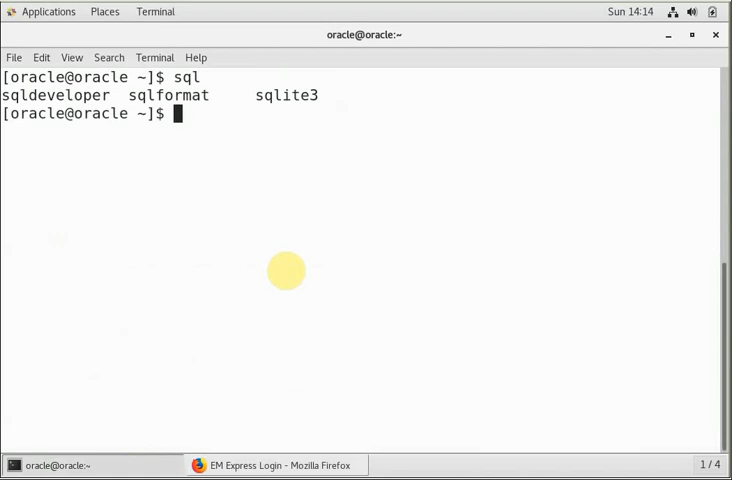 Applications Places Terminal Sun 14:14
oracle@oracle:~
File Edit View Search Terminal Help
[oracle@oracle ~]$ sql
sqldeveloper sqlformat sqlite3
[oracle@oracle ~]$
oracle@oracle:~ EM Express Login - Mozilla Firefox 1 / 4